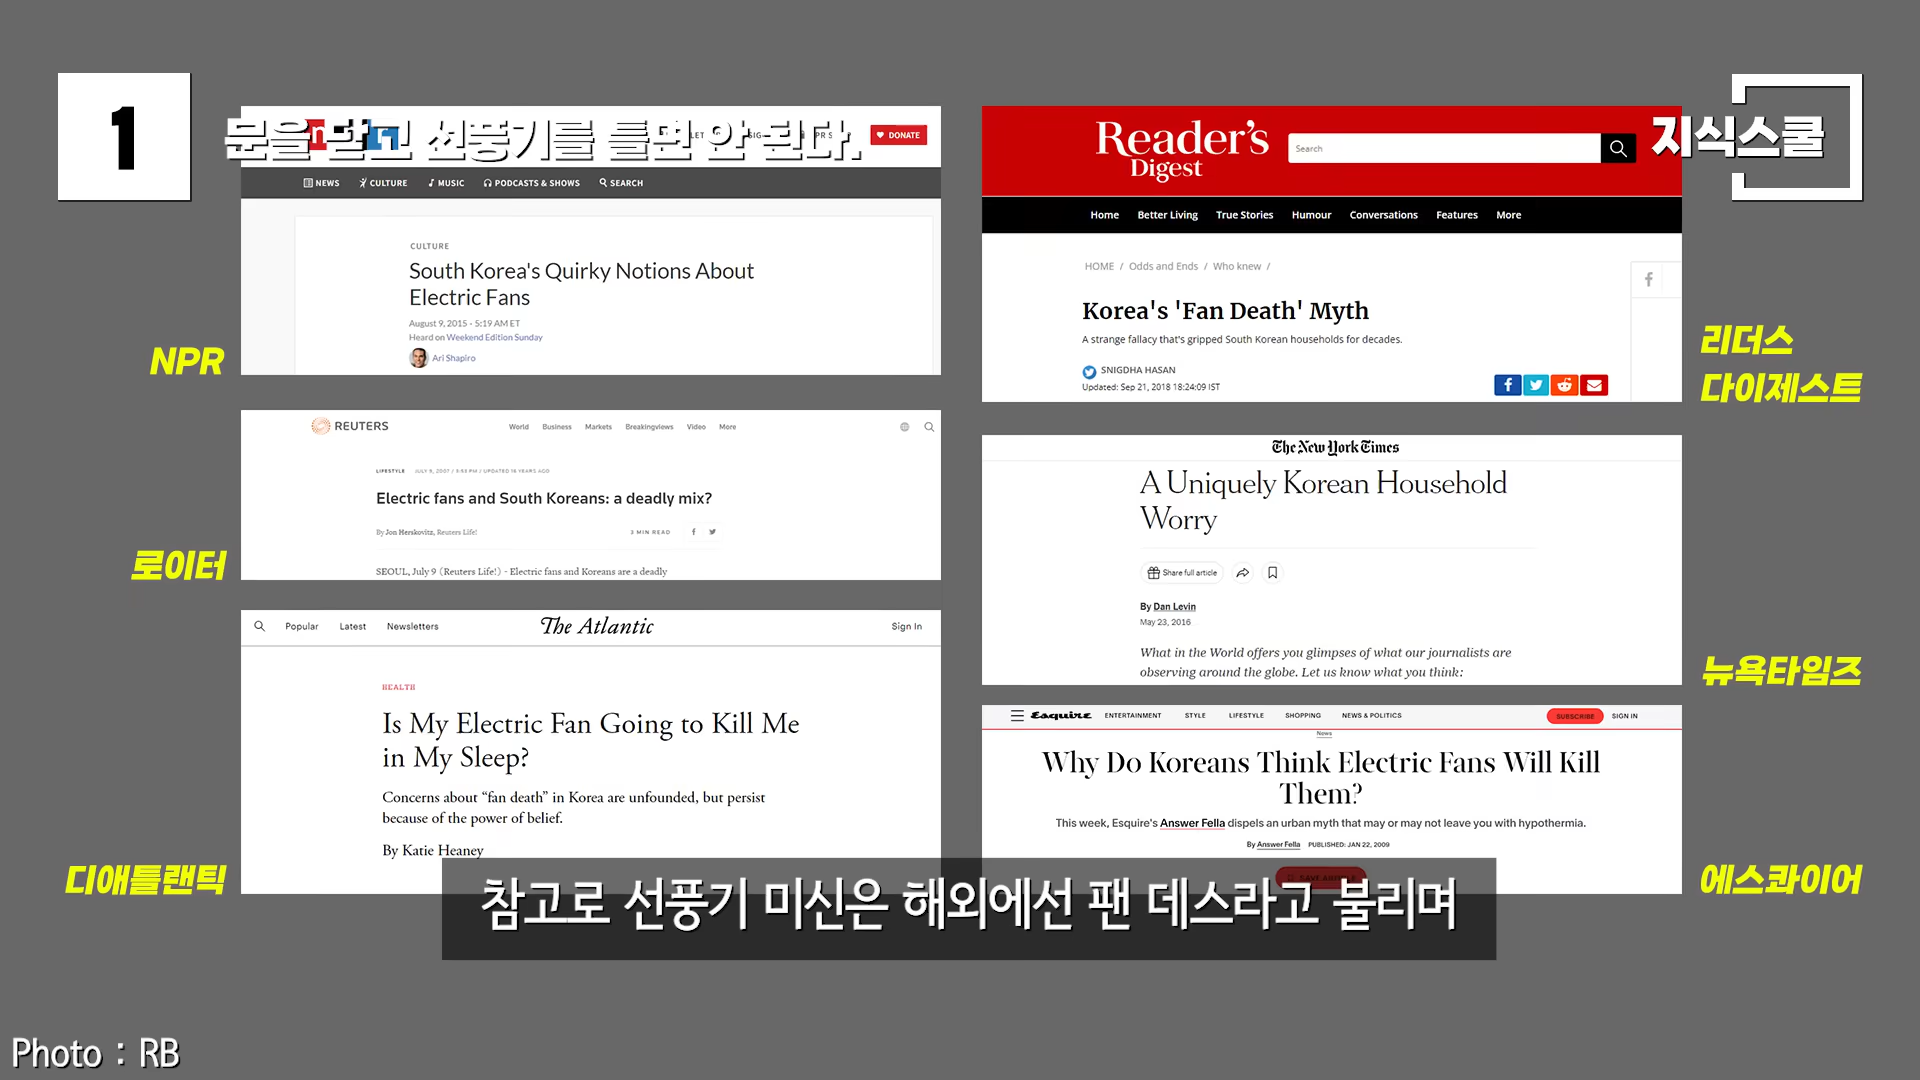 1
문을 닫고 선풍기를 틀면 안 된다.
지식스쿨
DONATE
NEWS CULTURE MUSIC PODCASTS & SHOWS SEARCH
CULTURE
South Korea's Quirky Notions About
Electric Fans
August 9, 2015 · 5:19 AM ET
Heard on Weekend Edition Sunday
Ari Shapiro
NPR
Reader's
Digest
Search
Home Better Living True Stories Humour Conversations Features More
HOME / Odds and Ends / Who knew /
Korea's 'Fan Death' Myth
A strange fallacy that's gripped South Korean households for decades.
SNIGDHA HASAN
Updated: Sep 21, 2018 18:24:09 IST
리더스
다이제스트
REUTERS
World Business Markets Breakingviews Video More
LIFESTYLE JULY 9, 2007 / 5:53 PM / UPDATED 16 YEARS AGO
Electric fans and South Koreans: a deadly mix?
By Jon Herskovitz, Reuters Life!
3 MIN READ
SEOUL, July 9 (Reuters Life!) - Electric fans and Koreans are a deadly
로이터
The New York Times
A Uniquely Korean Household
Worry
Share full article
By Dan Levin
May 23, 2016
What in the World offers you glimpses of what our journalists are
observing around the globe. Let us know what you think:
뉴욕타임즈
Popular Latest Newsletters
The Atlantic
Sign In
HEALTH
Is My Electric Fan Going to Kill Me
in My Sleep?
Concerns about “fan death” in Korea are unfounded, but persist
because of the power of belief.
By Katie Heaney
디애틀랜틱
Esquire ENTERTAINMENT STYLE LIFESTYLE SHOPPING NEWS & POLITICS SUBSCRIBE SIGN IN
News
Why Do Koreans Think Electric Fans Will Kill
Them?
This week, Esquire's Answer Fella dispels an urban myth that may or may not leave you with hypothermia.
By Answer Fella PUBLISHED: JAN 22, 2009
SAVE ARTICLE
에스콰이어
참고로 선풍기 미신은 해외에선 팬 데스라고 불리며
Photo : RB